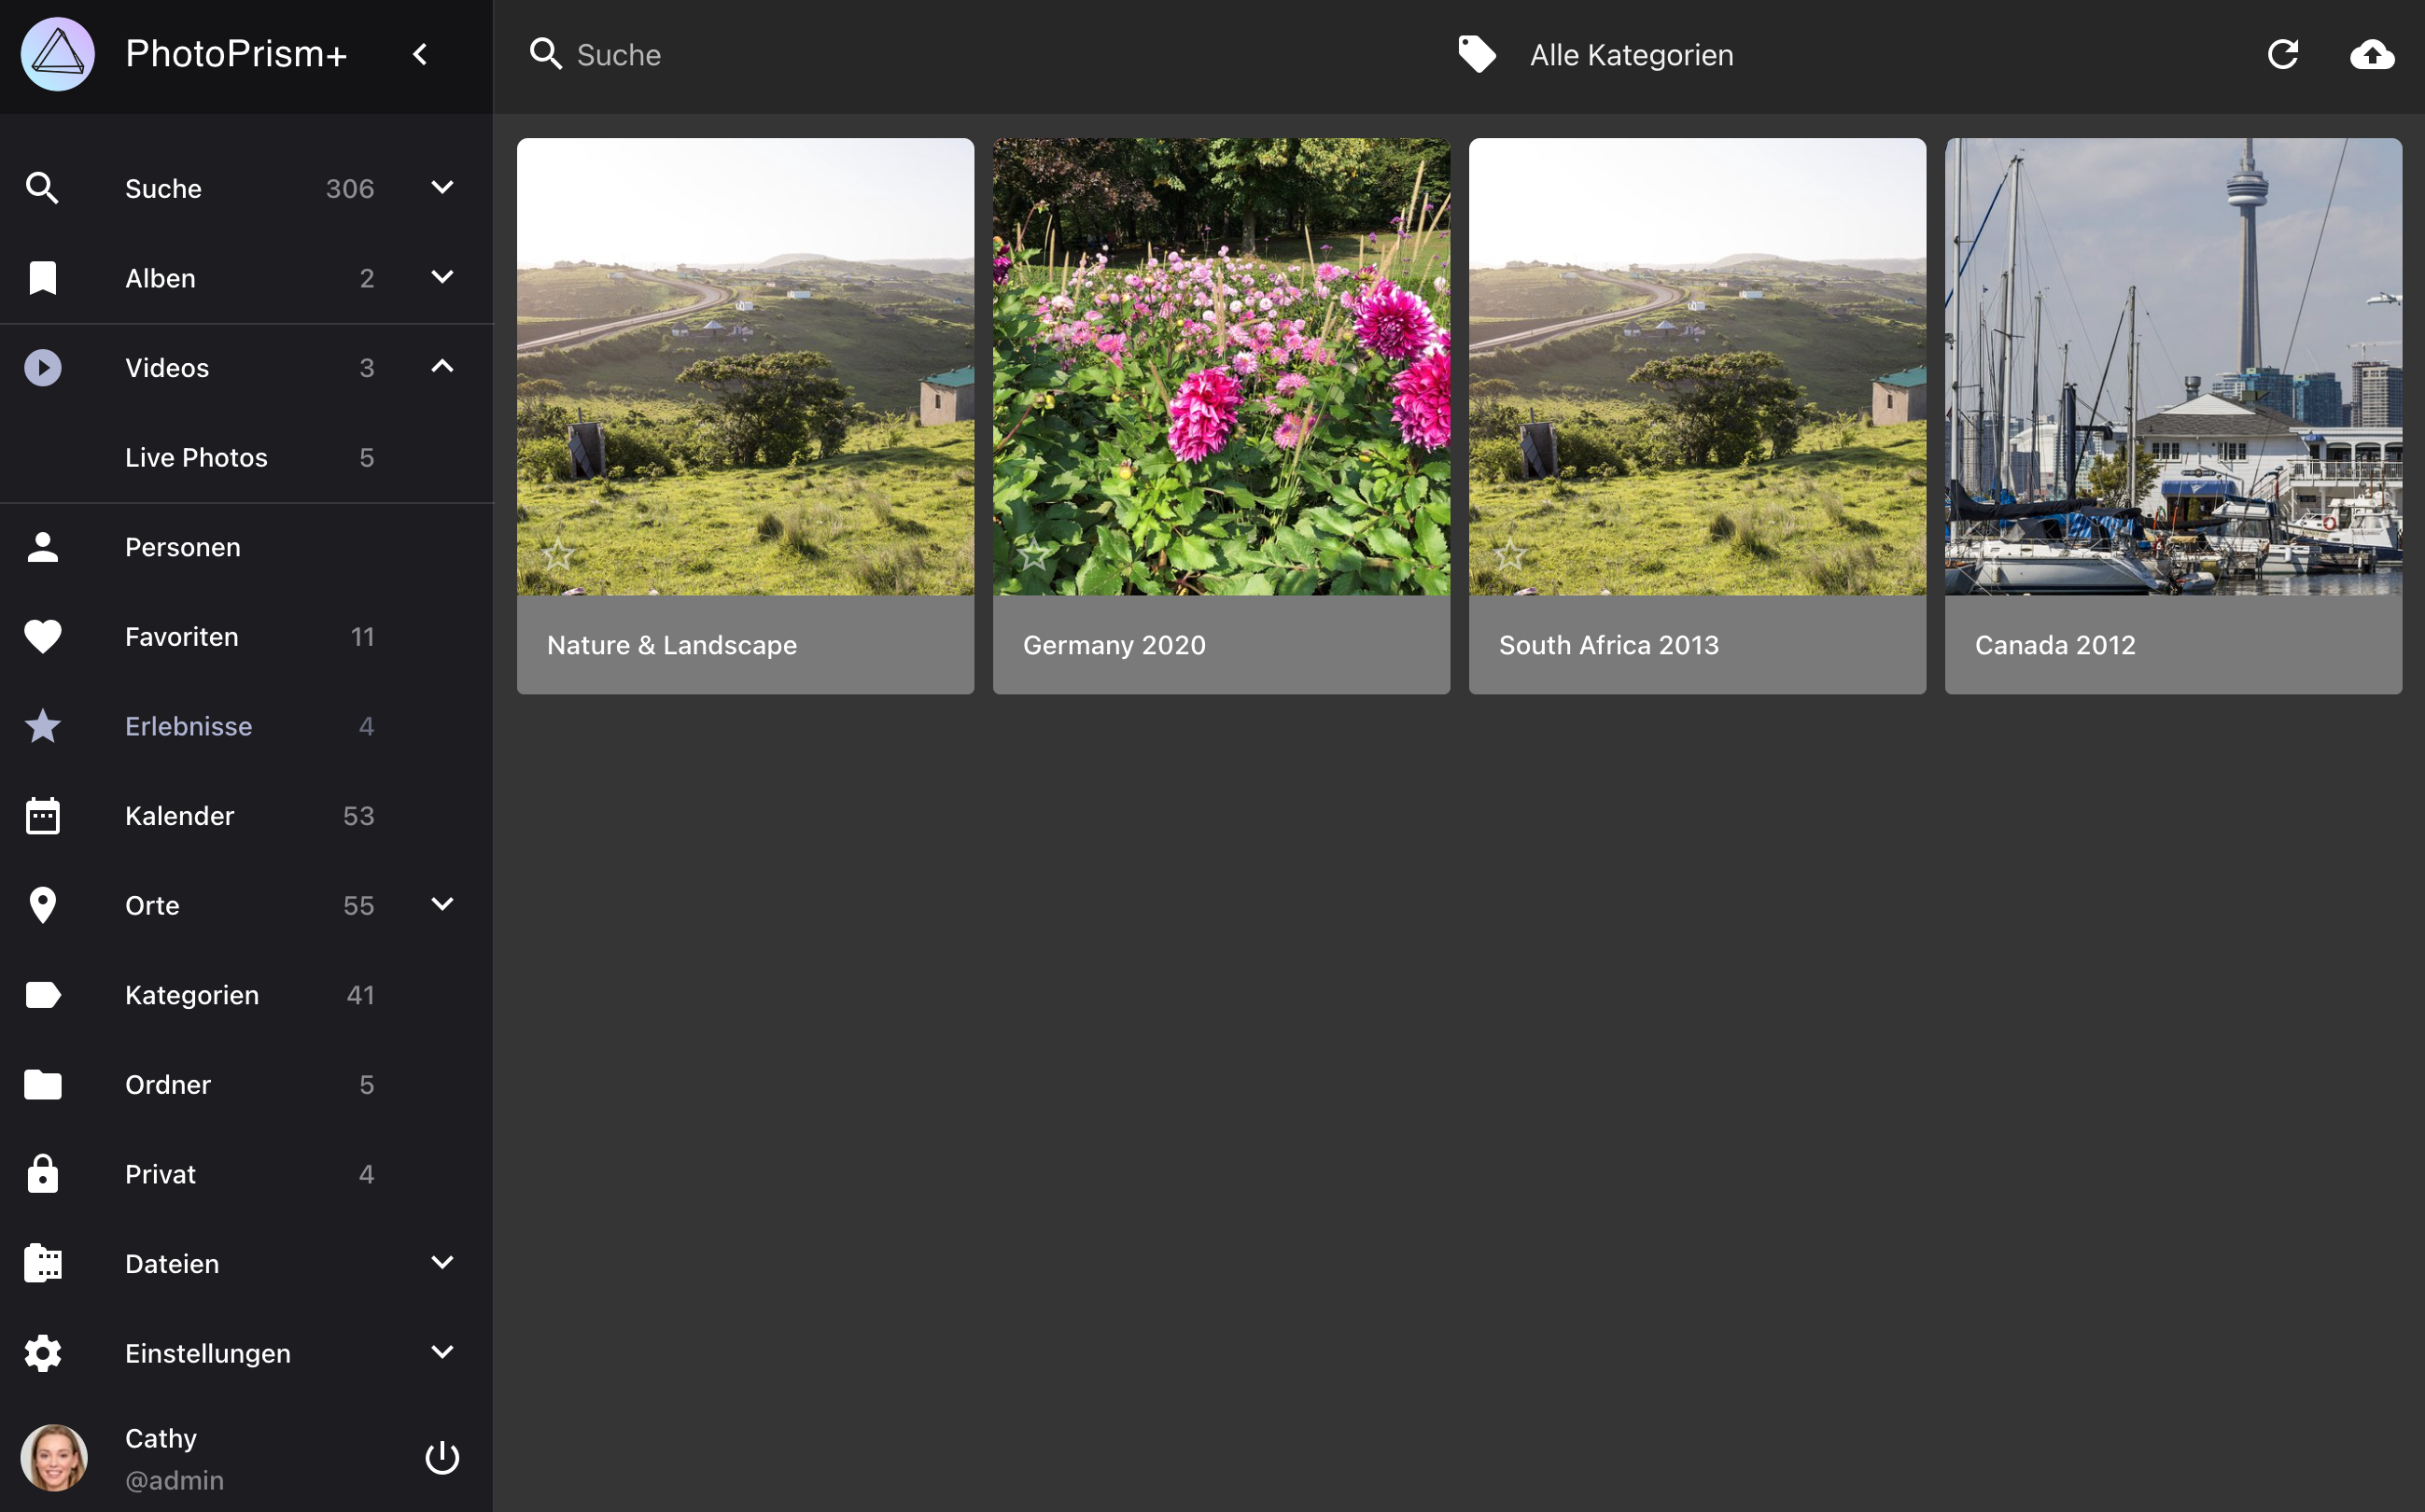 PhotoPrism+
Suche
Alle Kategorien
Suche 306
Alben 2
Videos 3
Live Photos 5
Personen
Favoriten 11
Erlebnisse 4
Kalender 53
Orte 55
Kategorien 41
Ordner 5
Privat 4
Dateien
Einstellungen
Cathy
@admin
Nature & Landscape
Germany 2020
South Africa 2013
Canada 2012